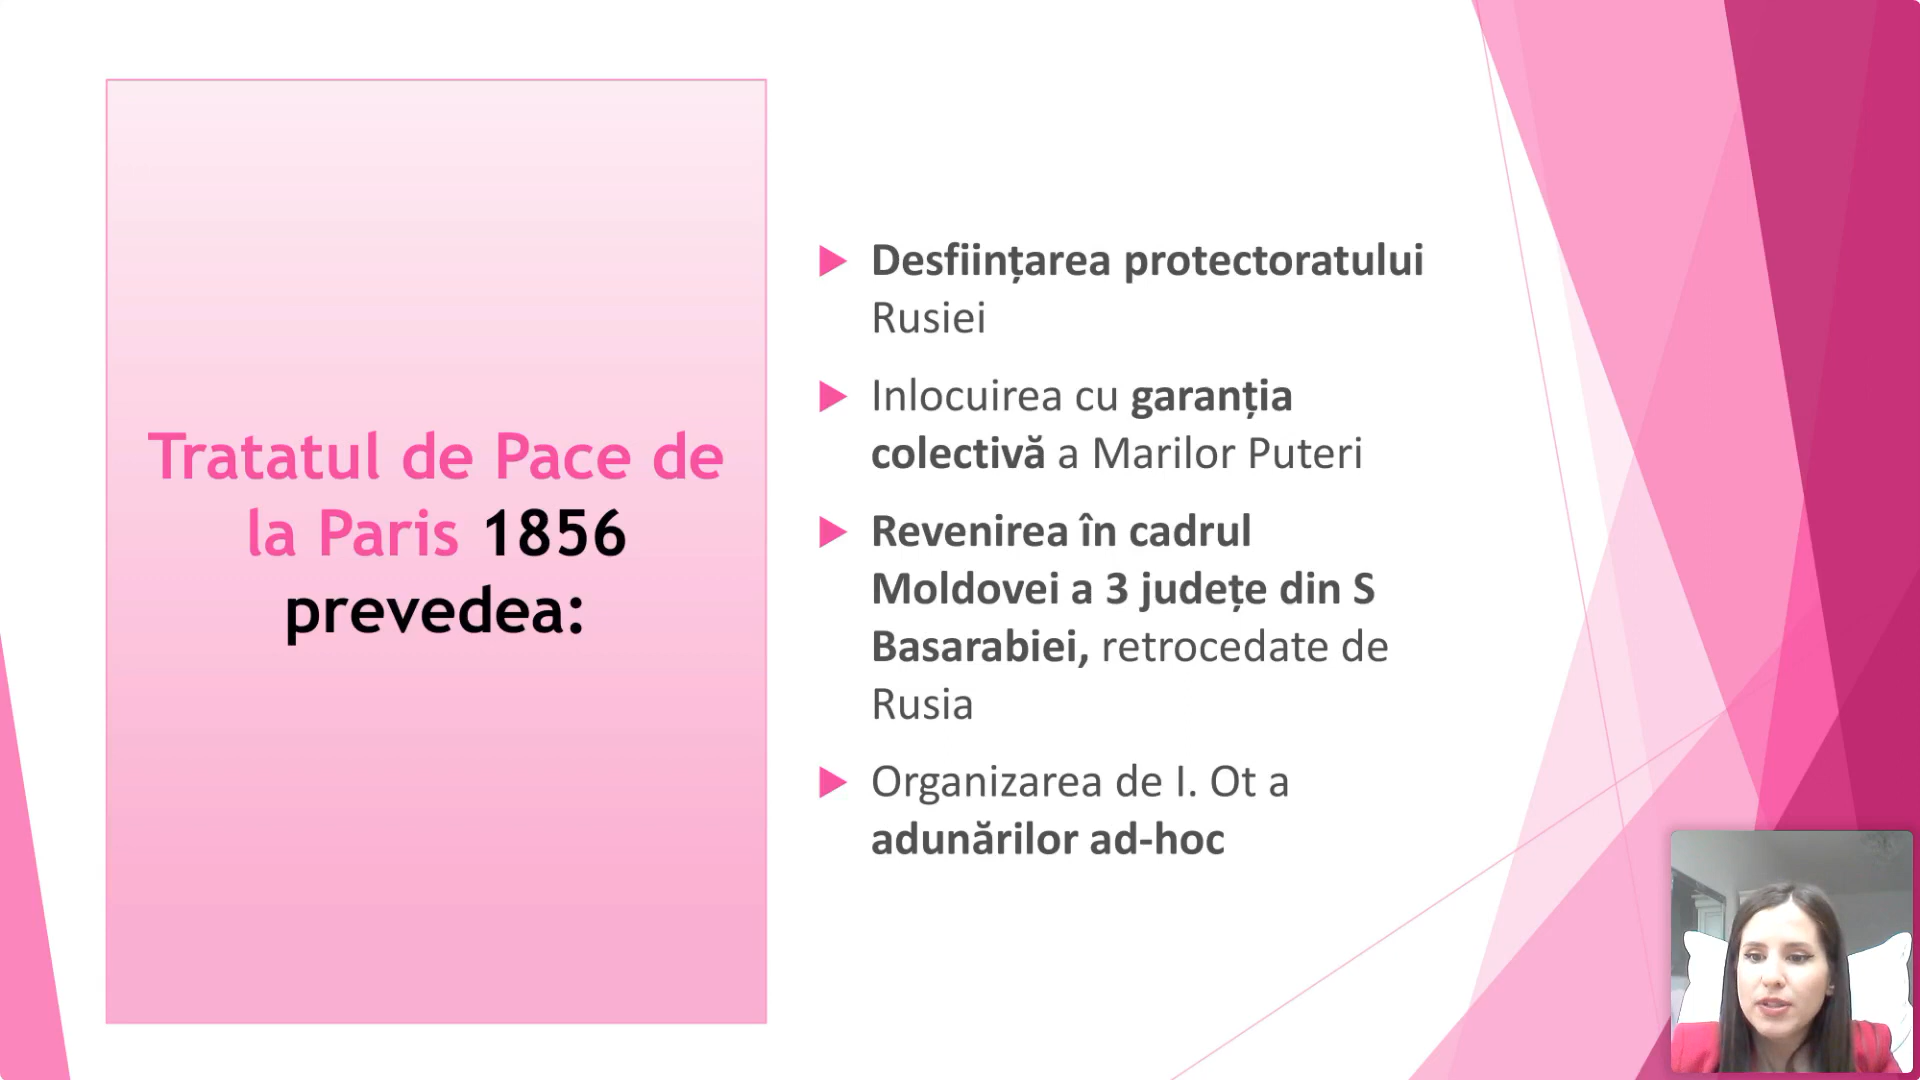 Tratatul de Pace de
la Paris 1856
prevedea:
Desființarea protectoratului
Rusiei
Inlocuirea cu garanția
colectivă a Marilor Puteri
Revenirea în cadrul
Moldovei a 3 județe din S
Basarabiei, retrocedate de
Rusia
Organizarea de I. Ot a
adunărilor ad-hoc